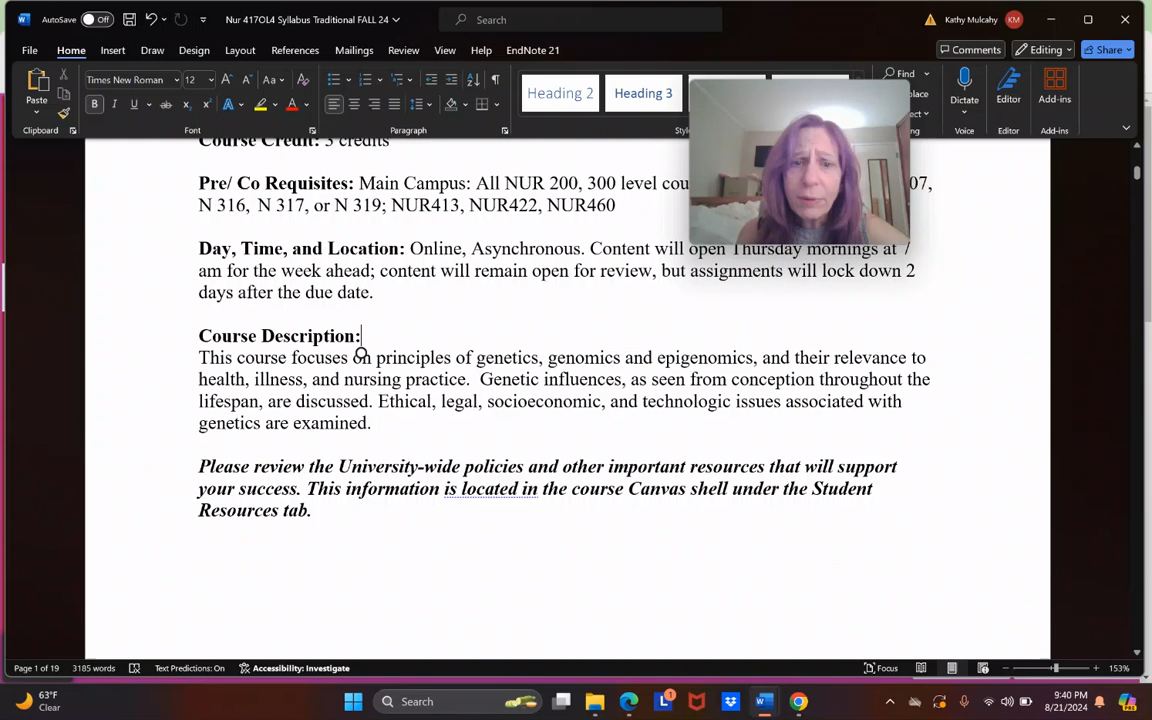 AutoSave Off Nur 417OL4 Syllabus Traditional FALL 24 Search Kathy Mulcahy KM
File Home Insert Draw Design Layout References Mailings Review View Help EndNote 21 Comments Editing Share
Paste Times New Roman 12 Aa Heading 2 Heading 3 Find Dictate Editor Add-ins
Clipboard Font Paragraph Voice Editor Add-ins
Course Credit: 3 credits
Pre/ Co Requisites: Main Campus: All NUR 200, 300 level 07,
N 316, N 317, or N 319; NUR413, NUR422, NUR460
Day, Time, and Location: Online, Asynchronous. Content will open Thursday mornings at 7
am for the week ahead; content will remain open for review, but assignments will lock down 2
days after the due date.
Course Description:
This course focuses on principles of genetics, genomics and epigenomics, and their relevance to
health, illness, and nursing practice. Genetic influences, as seen from conception throughout the
lifespan, are discussed. Ethical, legal, socioeconomic, and technologic issues associated with
genetics are examined.
Please review the University-wide policies and other important resources that will support
your success. This information is located in the course Canvas shell under the Student
Resources tab.
Page 1 of 19 3185 words Text Predictions: On Accessibility: Investigate Focus 153%
63°F
Clear
Search
1
9:40 PM
8/21/2024